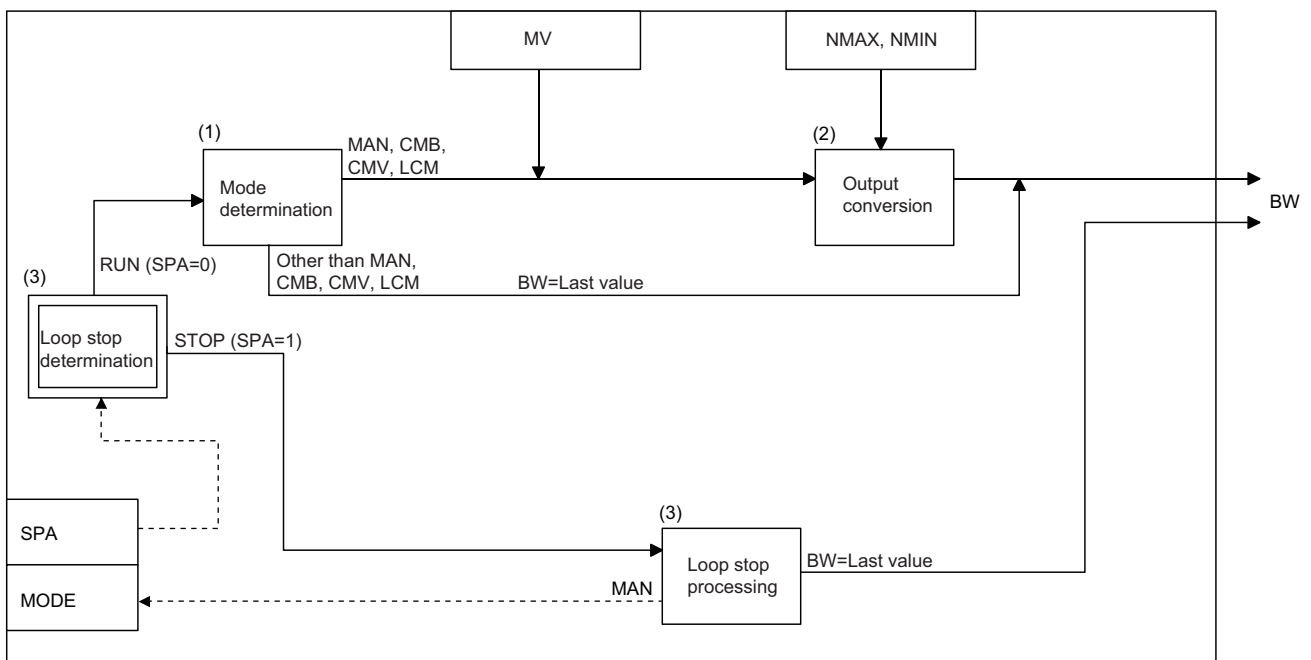 MV
NMAX, NMIN
(1)
Mode
determination
MAN, CMB,
CMV, LCM
(2)
Output
conversion
BW
RUN (SPA=0)
Other than MAN,
CMB, CMV, LCM
BW=Last value
(3)
Loop stop
determination
STOP (SPA=1)
SPA
MODE
(3)
Loop stop
processing
BW=Last value
MAN